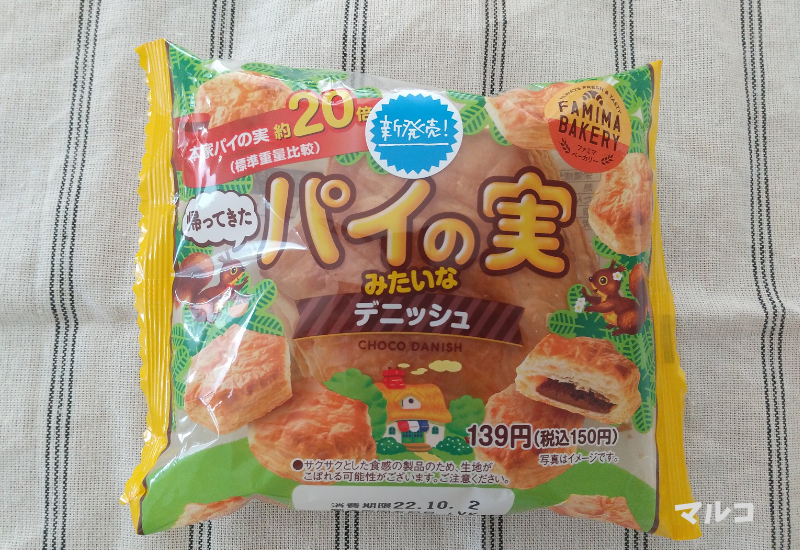 本家パイの実 約20倍
(標準重量比較)
新発売!
ALWAYS FRESH & TASTY
FAMIMA
BAKERY
ファミマ
ベーカリー
帰ってきた
パイの実
みたいな
デニッシュ
CHOCO DANISH
139円(税込150円)
写真はイメージです。
●サクサクとした食感の製品のため、生地が
こぼれる可能性がございます。ご注意ください。
消費期限22.10. 2
マルコ